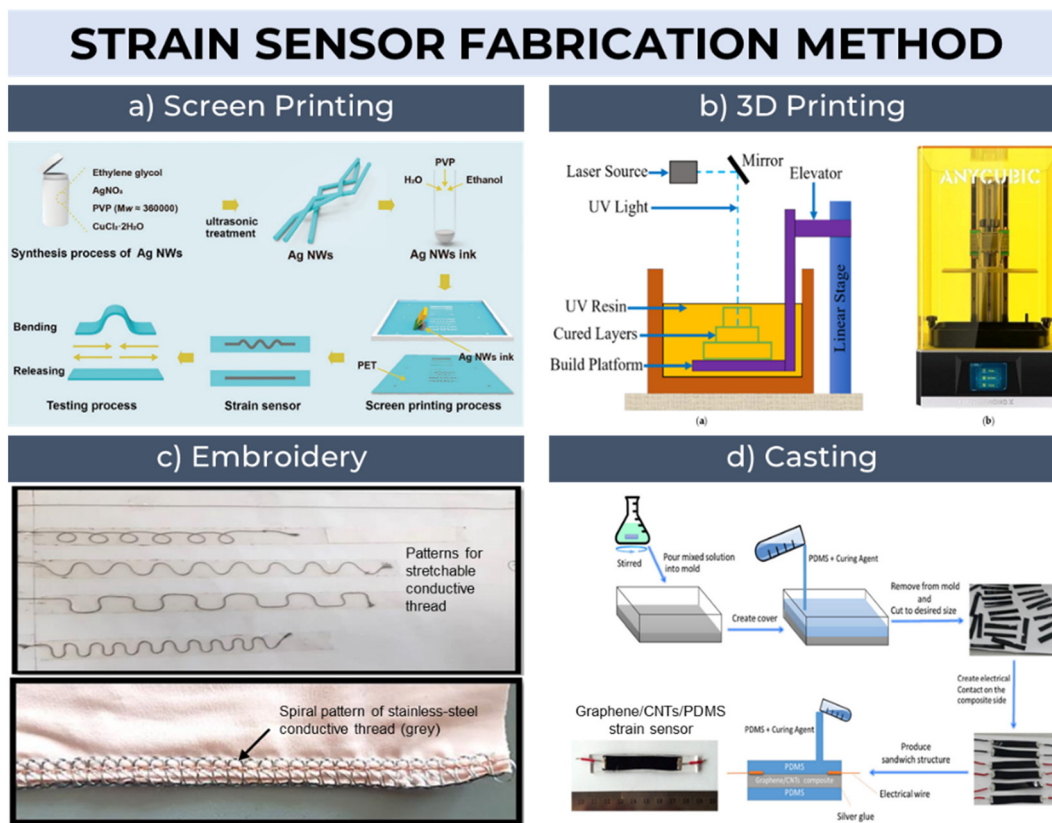 STRAIN SENSOR FABRICATION METHOD
a) Screen Printing
Ethylene glycol
AgNO₃
PVP (Mw ≈ 360000)
CuCl₂·2H₂O
Synthesis process of Ag NWs
ultrasonic
treatment
Ag NWs
PVP
H₂O
Ethanol
Ag NWs ink
Bending
Releasing
Testing process
Strain sensor
PET
Ag NWs ink
Screen printing process
b) 3D Printing
Laser Source
Mirror
UV Light
Elevator
UV Resin
Cured Layers
Build Platform
Linear Stage
(a)
ANYCUBIC
(b)
c) Embroidery
Patterns for
stretchable
conductive
thread
Spiral pattern of stainless-steel
conductive thread (grey)
d) Casting
Stirred
Pour mixed solution
into mold
Create cover
PDMS + Curing Agent
Remove from mold
and
Cut to desired size
Create electrical
Contact on the
composite side
Produce
sandwich structure
PDMS + Curing Agent
PDMS
Graphene/CNTs composite
PDMS
Electrical wire
Silver glue
Graphene/CNTs/PDMS
strain sensor